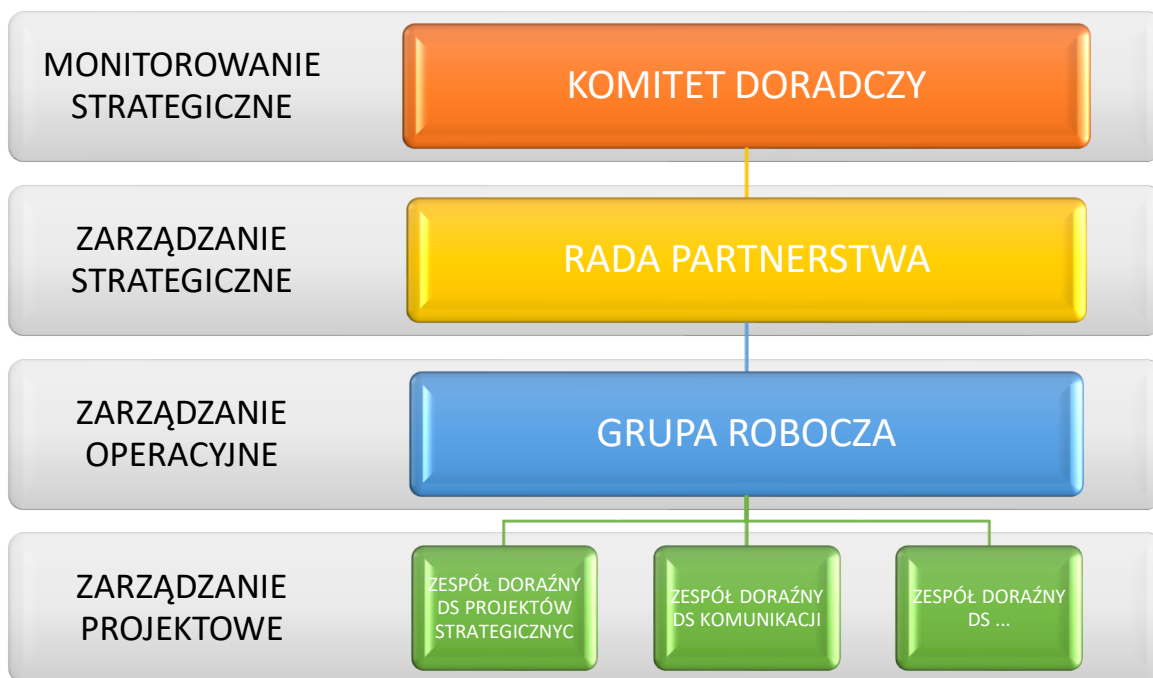 MONITOROWANIE
STRATEGICZNE
KOMITET DORADCZY
ZARZĄDZANIE
STRATEGICZNE
RADA PARTNERSTWA
ZARZĄDZANIE
OPERACYJNE
GRUPA ROBOCZA
ZARZĄDZANIE
PROJEKTOWE
ZESPÓŁ DORAŹNY
DS PROJEKTÓW
STRATEGICZNYC
ZESPÓŁ DORAŹNY
DS KOMUNIKACJI
ZESPÓŁ DORAŹNY
DS ...